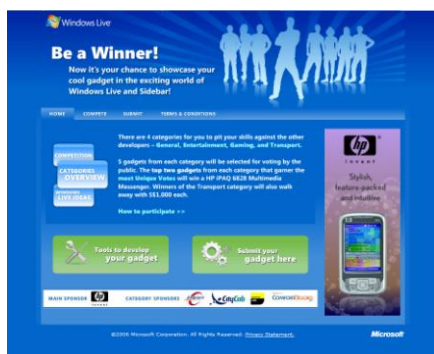 Windows Live
Be a Winner!
Now it's your chance to showcase your
cool gadget in the exciting world of
Windows Live and Sidebar!
HOME COMPETE SUBMIT TERMS & CONDITIONS
There are 4 categories for you to pit your skills against the other
developers – General, Entertainment, Gaming, and Transport.
COMPETITION
CATEGORIES
OVERVIEW
WINDOWS
LIVE IDEAS
5 gadgets from each category will be selected for voting by the
public. The top two gadgets from each category that garner the
most Unique Votes will win a HP iPAQ 6828 Multimedia
Messenger. Winners of the Transport category will also walk
away with S$1,000 each.
How to participate >>
hp
invent
Stylish,
feature-packed
and intuitive
Tools to develop
your gadget
Submit your
gadget here
MAIN SPONSOR hp CATEGORY SPONSORS CityCab COMFORTDELGRO
©2006 Microsoft Corporation. All Rights Reserved. Privacy Statement.
Microsoft